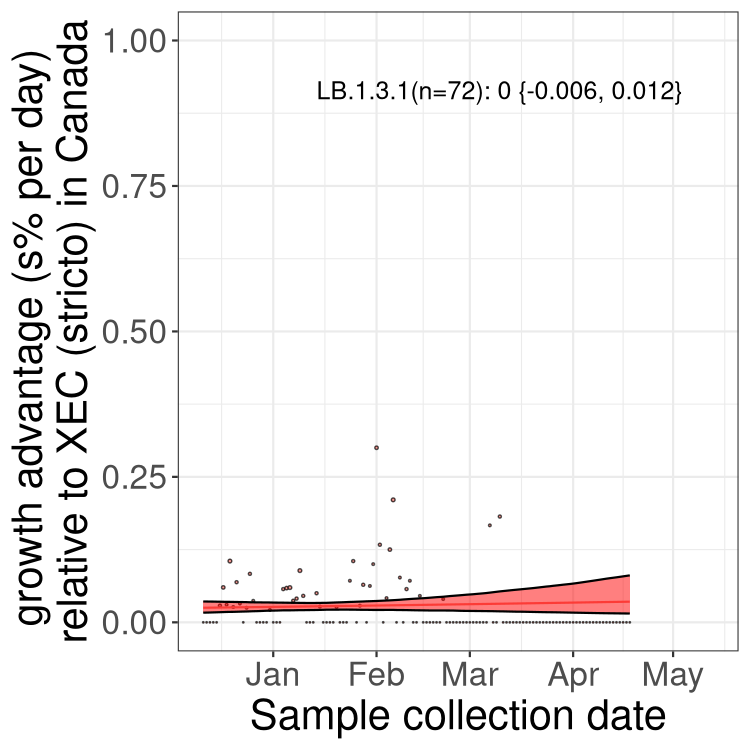 growth advantage (s% per day)
relative to XEC (stricto) in Canada
1.00
0.75
0.50
0.25
0.00
LB.1.3.1(n=72): 0 {-0.006, 0.012}
Jan Feb Mar Apr May
Sample collection date